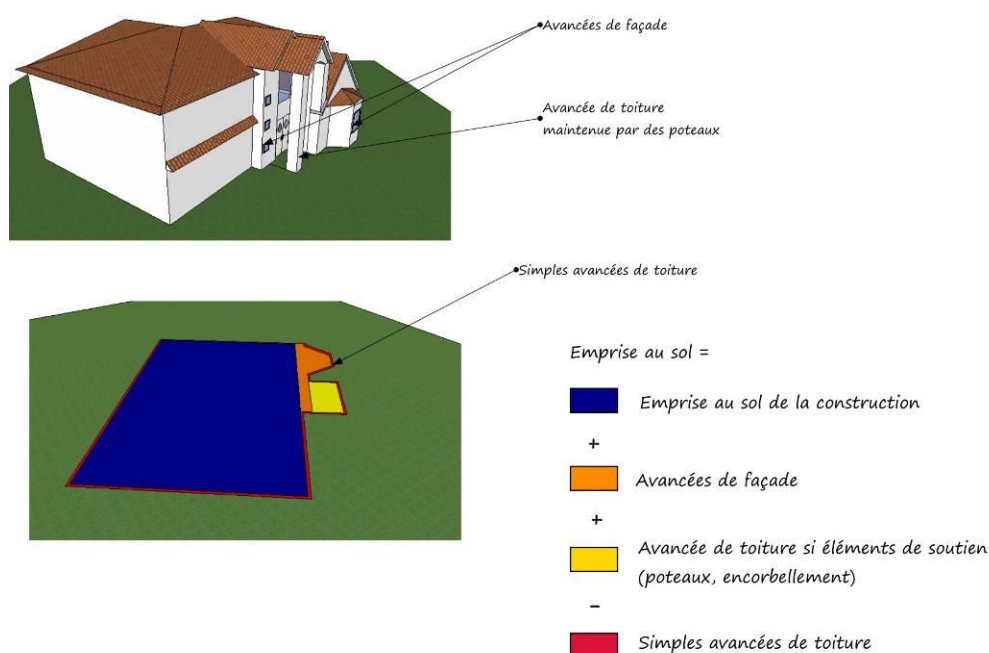 Avancées de façade
Avancée de toiture
maintenue par des poteaux
Simples avancées de toiture
Emprise au sol =
Emprise au sol de la construction
+
Avancées de façade
+
Avancée de toiture si éléments de soutien
(poteaux, encorbellement)
-
Simples avancées de toiture